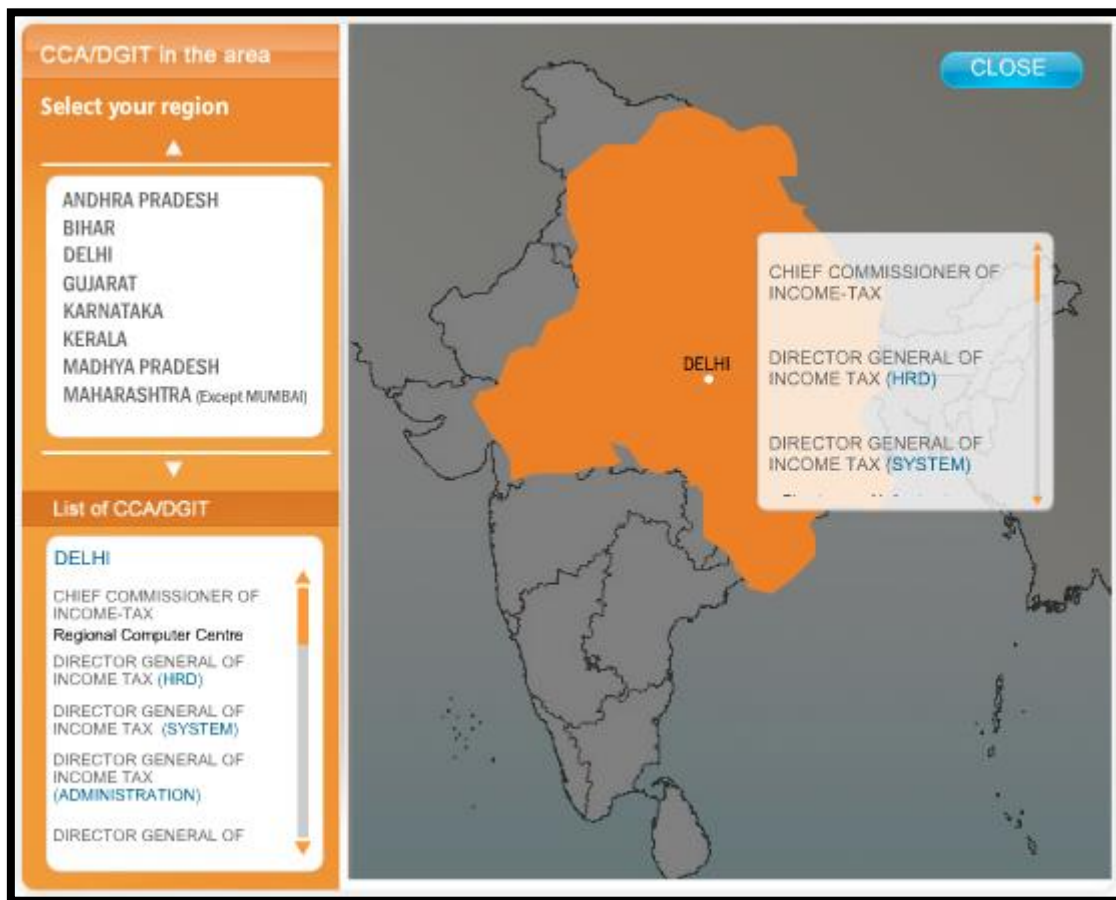 CCA/DGIT in the area
Select your region
ANDHRA PRADESH
BIHAR
DELHI
GUJARAT
KARNATAKA
KERALA
MADHYA PRADESH
MAHARASHTRA (Except MUMBAI)
List of CCA/DGIT
DELHI
CHIEF COMMISSIONER OF
INCOME-TAX
Regional Computer Centre
DIRECTOR GENERAL OF
INCOME TAX (HRD)
DIRECTOR GENERAL OF
INCOME TAX (SYSTEM)
DIRECTOR GENERAL OF
INCOME TAX
(ADMINISTRATION)
DIRECTOR GENERAL OF
CLOSE
DELHI
CHIEF COMMISSIONER OF
INCOME-TAX
DIRECTOR GENERAL OF
INCOME TAX (HRD)
DIRECTOR GENERAL OF
INCOME TAX (SYSTEM)